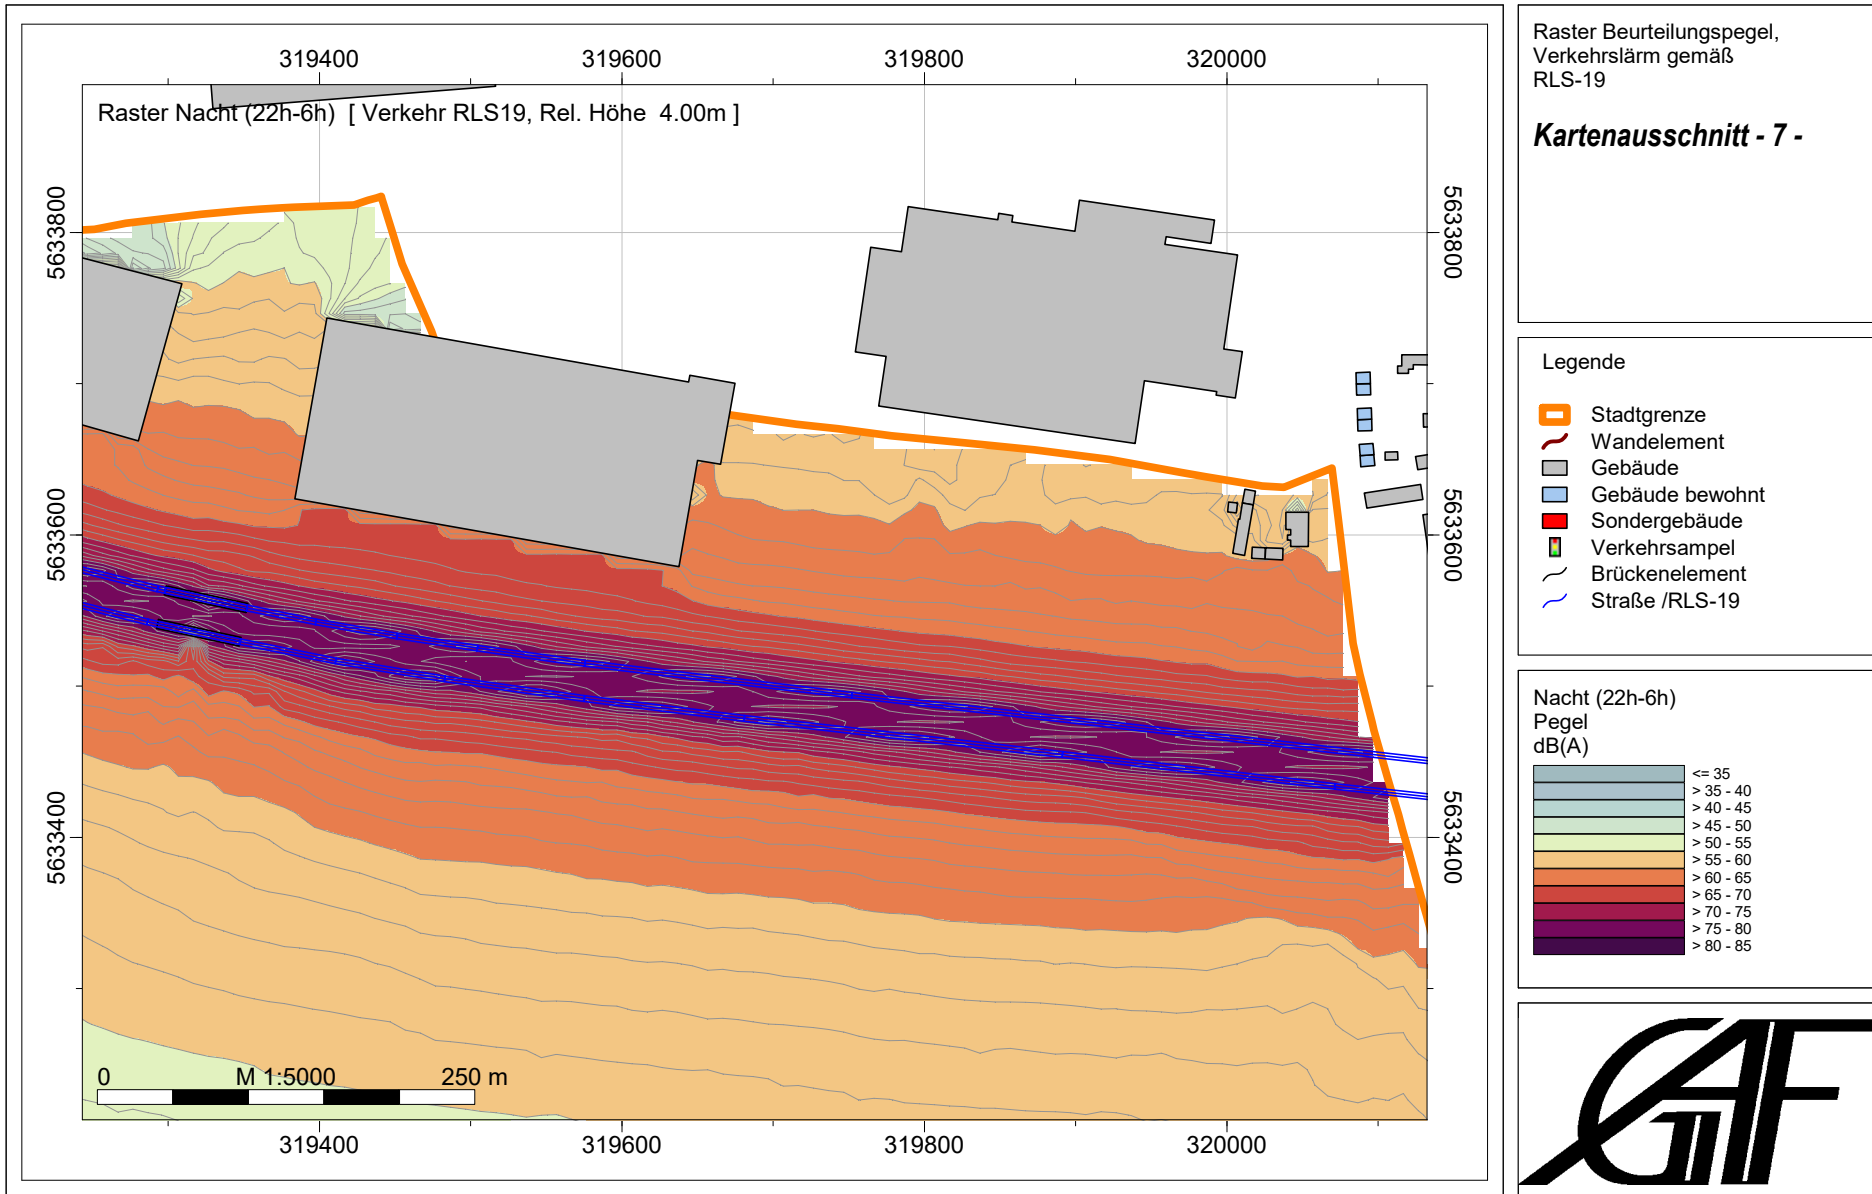 319400 319600 319800 320000
Raster Nacht (22h-6h) [ Verkehr RLS19, Rel. Höhe 4.00m ]
5633800
5633600
5633400
5633800
5633600
5633400
0 M 1:5000 250 m
319400 319600 319800 320000
Raster Beurteilungspegel,
Verkehrslärm gemäß
RLS-19
Kartenausschnitt - 7 -
Legende
Stadtgrenze
Wandelement
Gebäude
Gebäude bewohnt
Sondergebäude
Verkehrsampel
Brückenelement
Straße /RLS-19
Nacht (22h-6h)
Pegel
dB(A)
<= 35
> 35 - 40
> 40 - 45
> 45 - 50
> 50 - 55
> 55 - 60
> 60 - 65
> 65 - 70
> 70 - 75
> 75 - 80
> 80 - 85
GAF